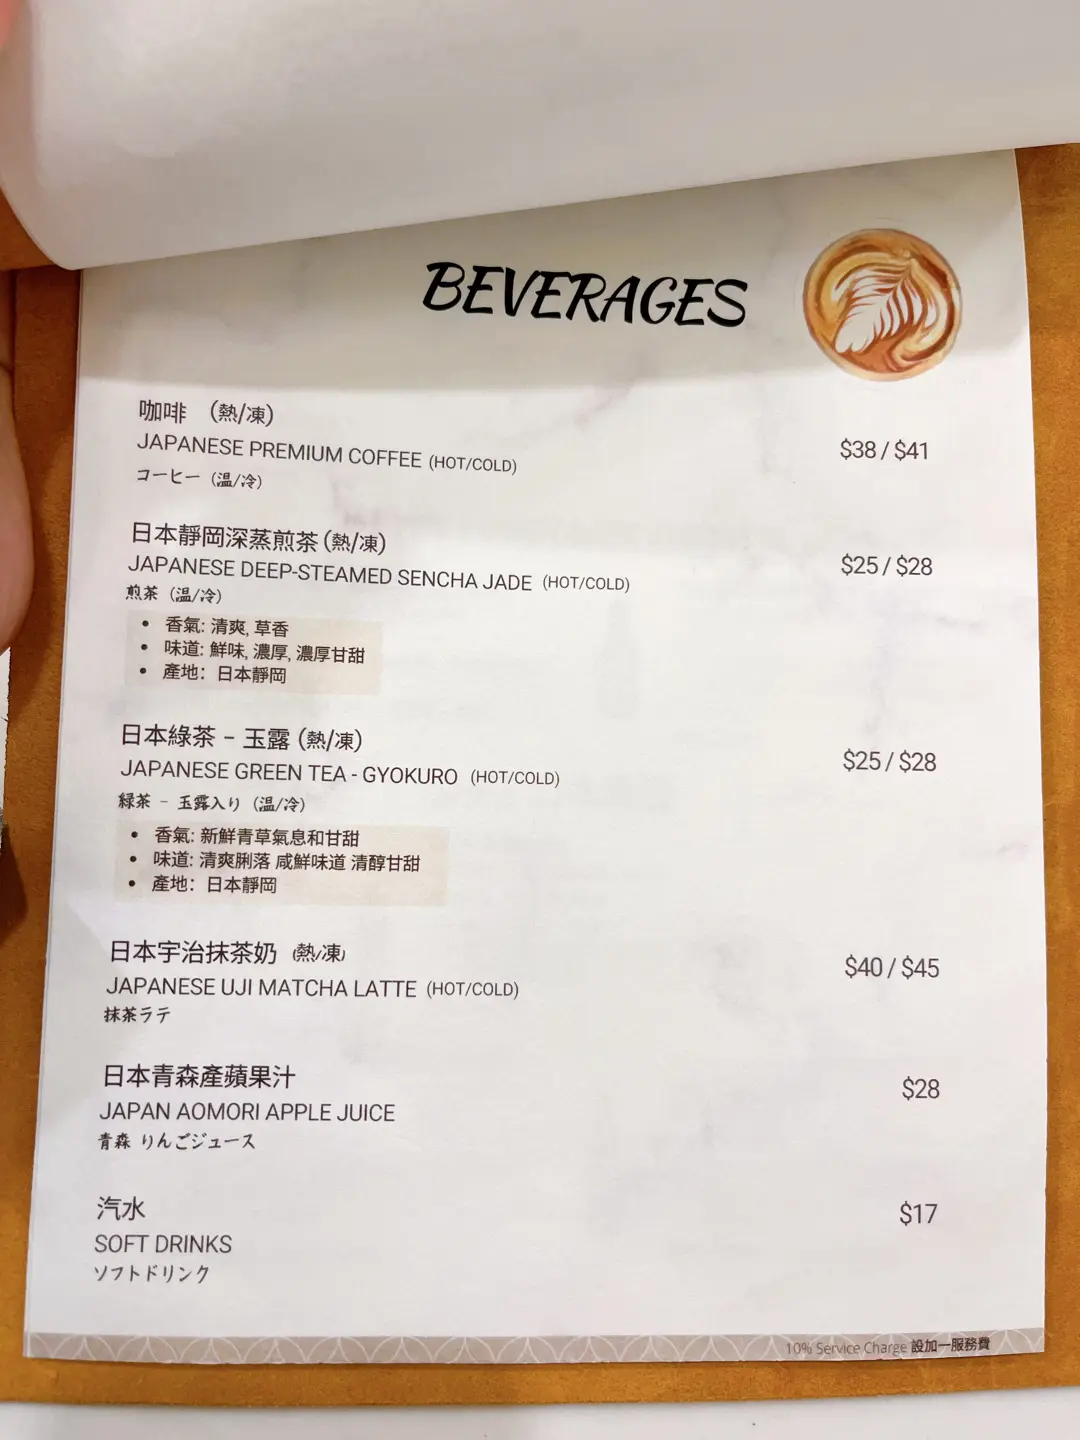 BEVERAGES
咖啡 (熱/凍)
JAPANESE PREMIUM COFFEE (HOT/COLD)
$38 / $41
コーヒー (温/冷)
日本靜岡深蒸煎茶 (熱/凍)
JAPANESE DEEP-STEAMED SENCHA JADE (HOT/COLD)
$25 / $28
煎茶 (温/冷)
• 香氣: 清爽, 草香
• 味道: 鮮味, 濃厚, 濃厚甘甜
• 產地: 日本靜岡
日本綠茶 - 玉露 (熱/凍)
JAPANESE GREEN TEA - GYOKURO (HOT/COLD)
$25 / $28
緑茶 - 玉露入り (温/冷)
• 香氣: 新鮮青草氣息和甘甜
• 味道: 清爽脷落 咸鮮味道 清醇甘甜
• 產地: 日本靜岡
日本宇治抹茶奶 (熱/凍)
JAPANESE UJI MATCHA LATTE (HOT/COLD)
$40 / $45
抹茶ラテ
日本青森產蘋果汁
JAPAN AOMORI APPLE JUICE
$28
青森 りんごジュース
汽水
SOFT DRINKS
$17
ソフトドリンク
10% Service Charge 設加一服務費